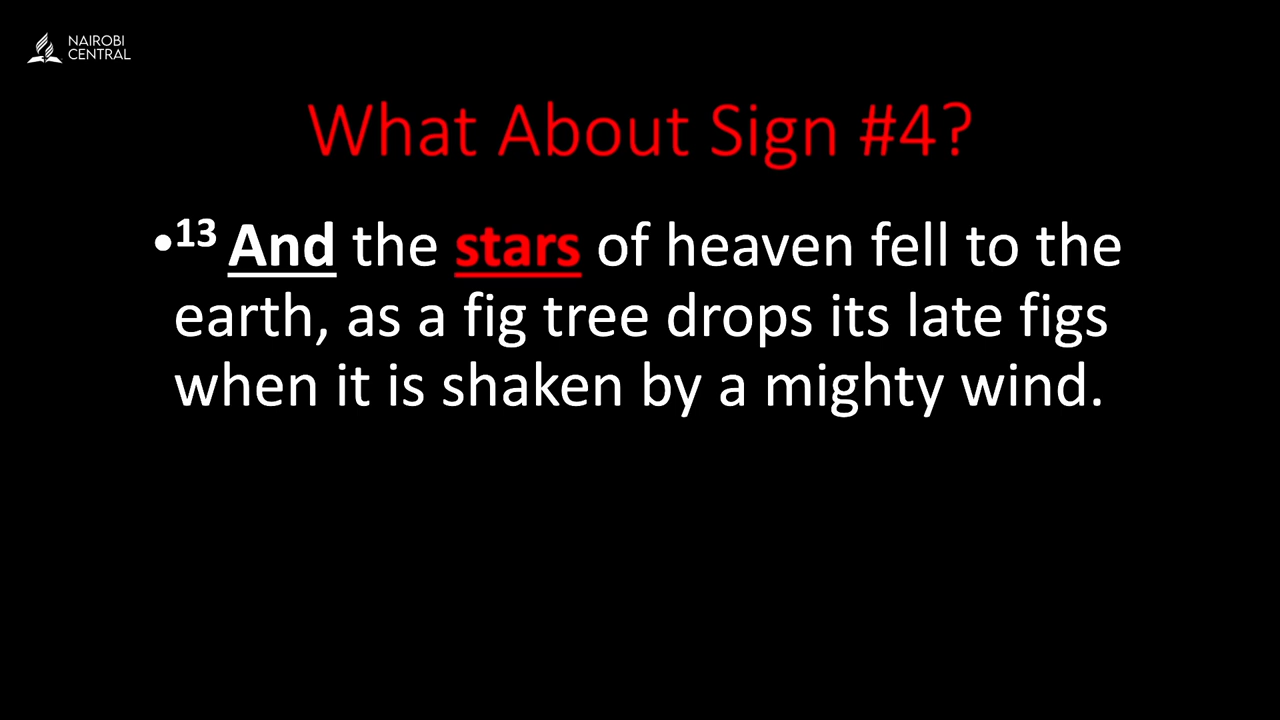 NAIROBI
CENTRAL
What About Sign #4?
•13 And the stars of heaven fell to the
earth, as a fig tree drops its late figs
when it is shaken by a mighty wind.